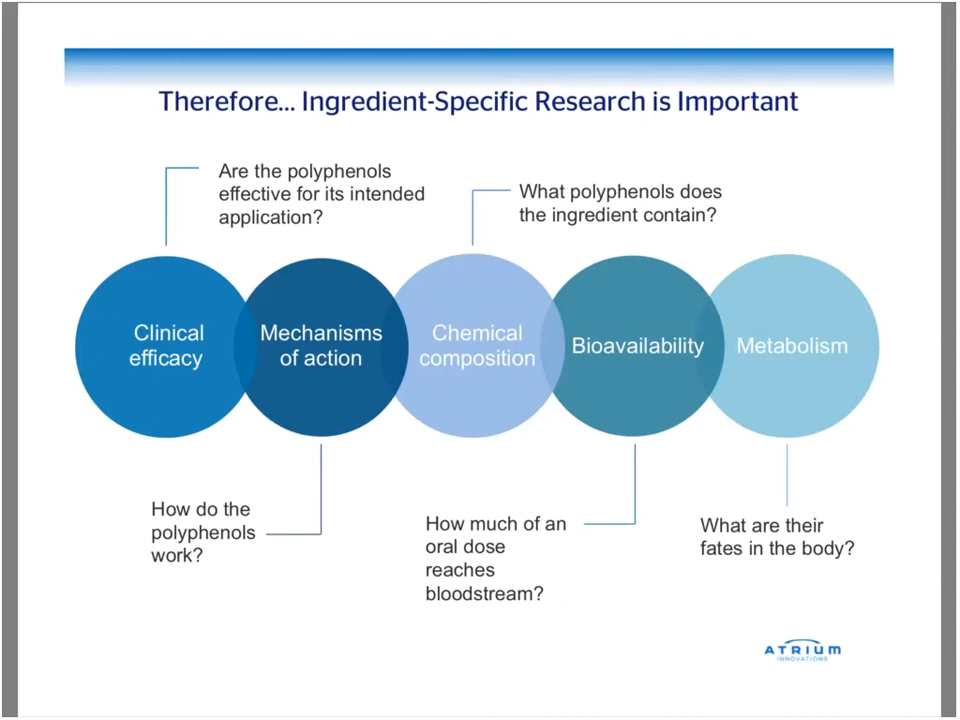 Therefore... Ingredient-Specific Research is Important
Are the polyphenols
effective for its intended
application?
What polyphenols does
the ingredient contain?
Clinical
efficacy
Mechanisms
of action
Chemical
composition
Bioavailability
Metabolism
How do the
polyphenols
work?
How much of an
oral dose
reaches
bloodstream?
What are their
fates in the body?
ATRIUM
INNOVATIONS